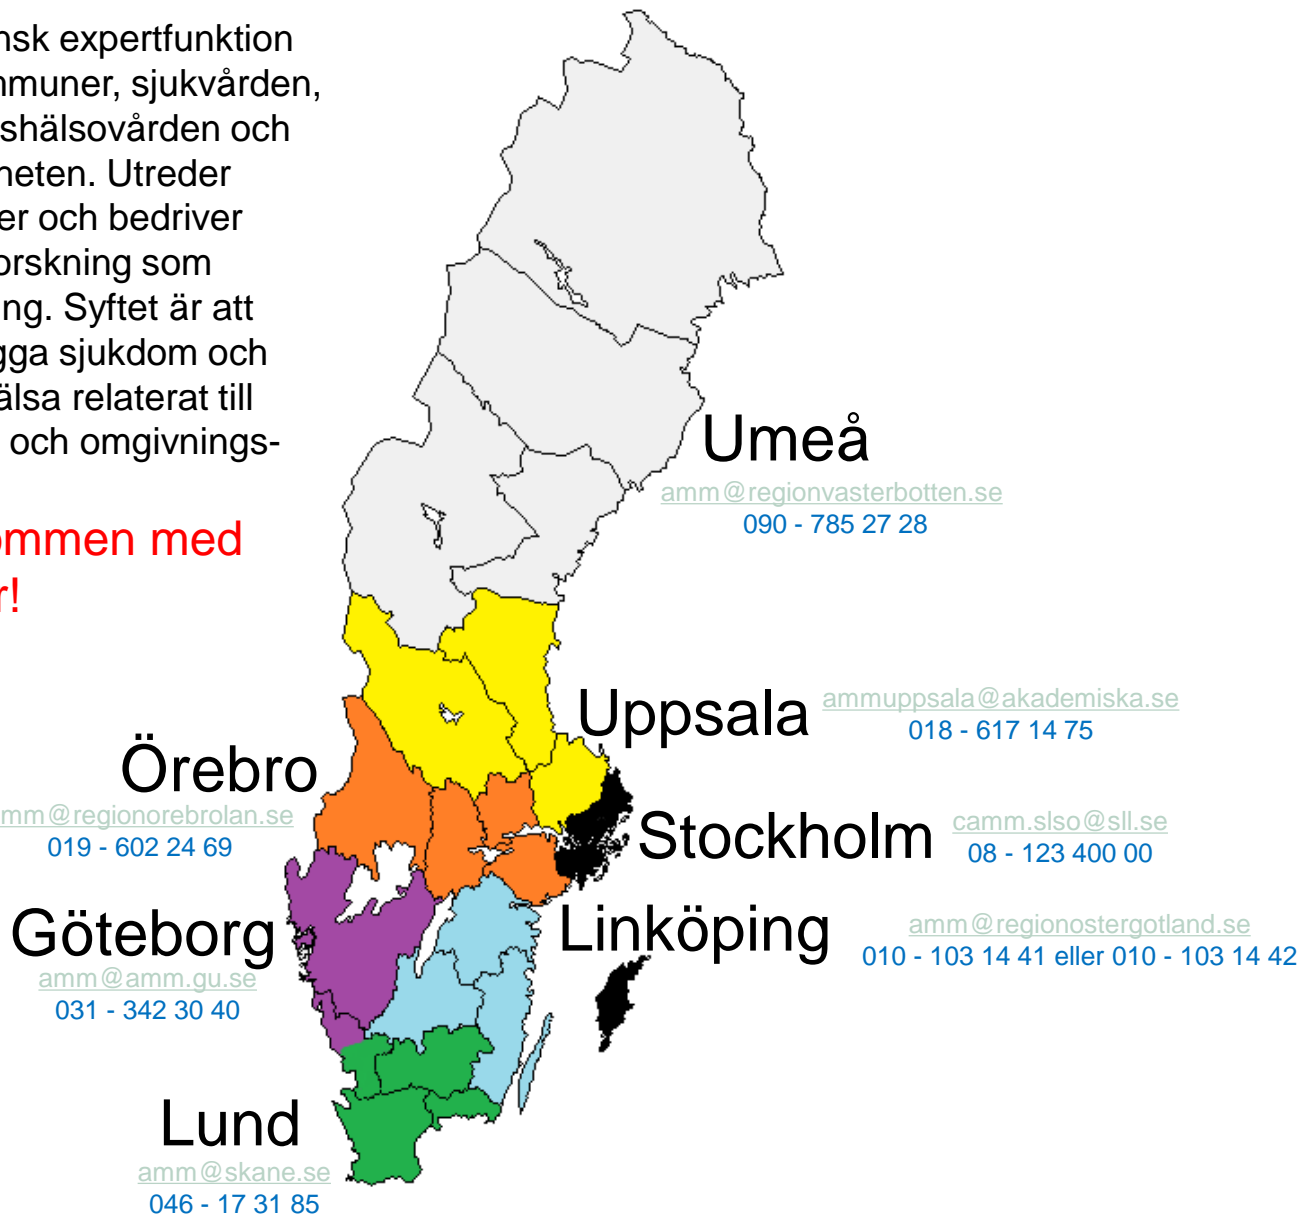 nsk expertfunktion
nmuner, sjukvården,
shälsovården och
heten. Utreder
er och bedriver
orskning som
ng. Syftet är att
gga sjukdom och
älsa relaterat till
och omgivnings-
ommen med
r!
Umeå
amm@regionvasterbotten.se
090 - 785 27 28
Uppsala
ammuppsala@akademiska.se
018 - 617 14 75
Örebro
mm@regionorebrolan.se
019 - 602 24 69
Stockholm
camm.slso@sll.se
08 - 123 400 00
Göteborg
amm@amm.gu.se
031 - 342 30 40
Linköping
amm@regionostergotland.se
010 - 103 14 41 eller 010 - 103 14 42
Lund
amm@skane.se
046 - 17 31 85